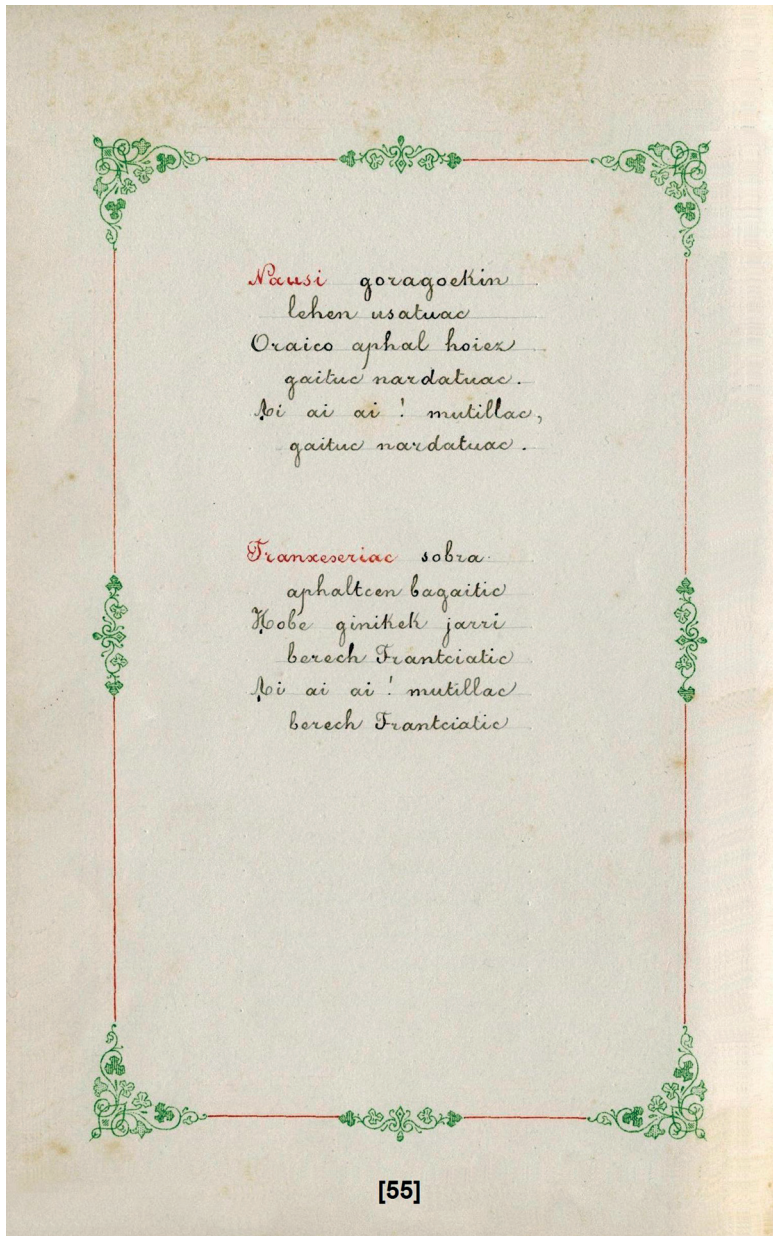 Nausi goragoekin
lehen usatuac
Oraico aphal hoiez
gaituc nardatuac.
Ai ai ai ! mutillac,
gaituc nardatuac.
Franxeseriac sobra
aphaltcen bagaitic
Hobe ginikek jarri
berech Frantciatic
Ai ai ai ! mutillac
berech Frantciatic
[55]